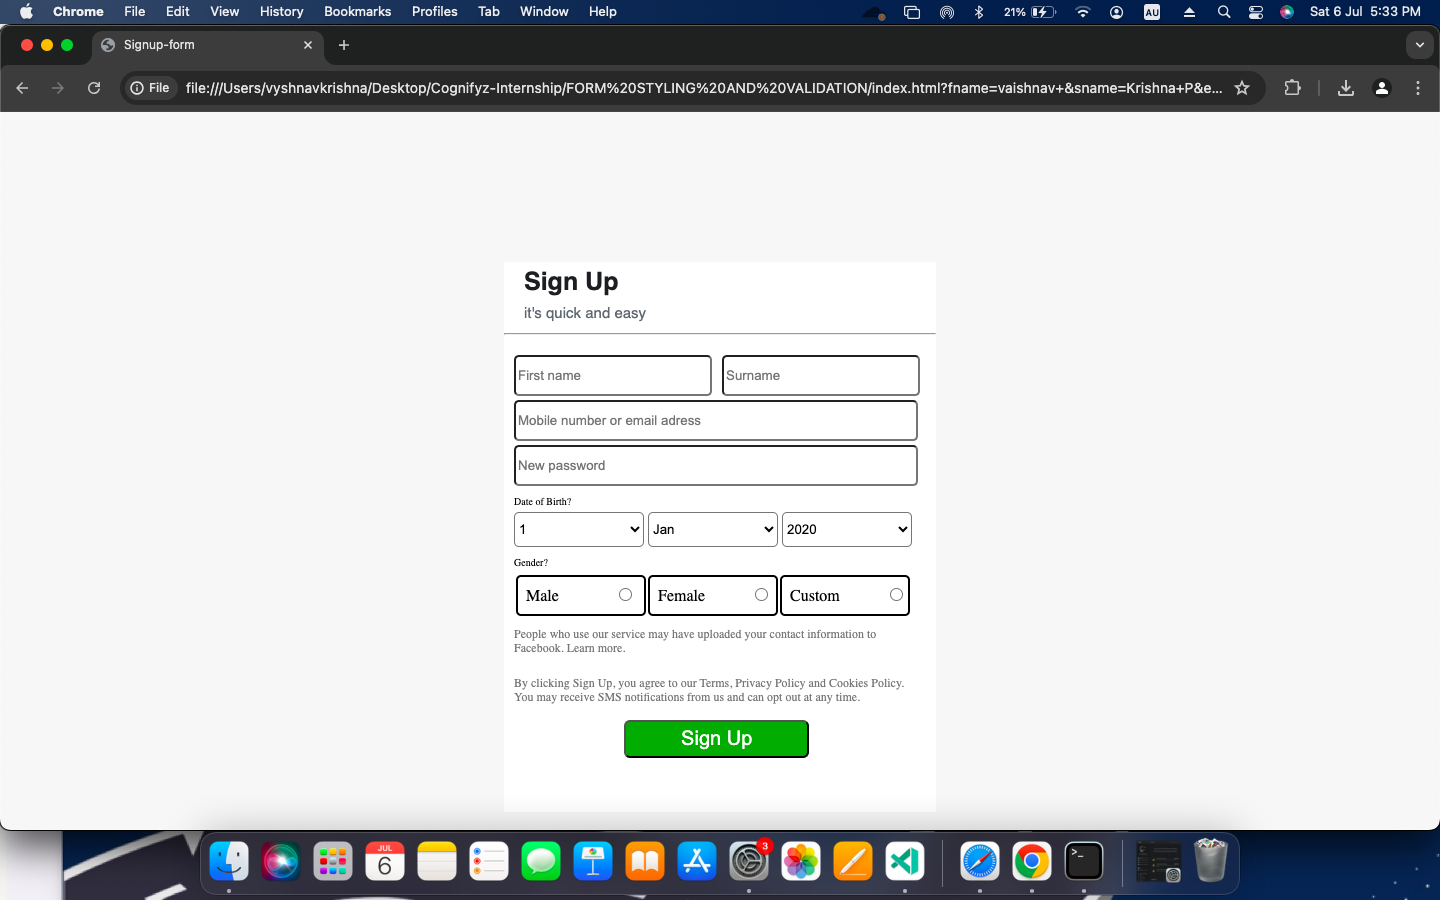 Chrome File Edit View History Bookmarks Profiles Tab Window Help 21% AU Sat 6 Jul 5:33 PM
Signup-form
File file:///Users/vyshnavkrishna/Desktop/Cognifyz-Internship/FORM%20STYLING%20AND%20VALIDATION/index.html?fname=vaishnav+&sname=Krishna+P&e...
Sign Up
it's quick and easy
First name Surname
Mobile number or email adress
New password
Date of Birth?
1 Jan 2020
Gender?
Male Female Custom
People who use our service may have uploaded your contact information to
Facebook. Learn more.
By clicking Sign Up, you agree to our Terms, Privacy Policy and Cookies Policy.
You may receive SMS notifications from us and can opt out at any time.
Sign Up
JUL
6
3
>_